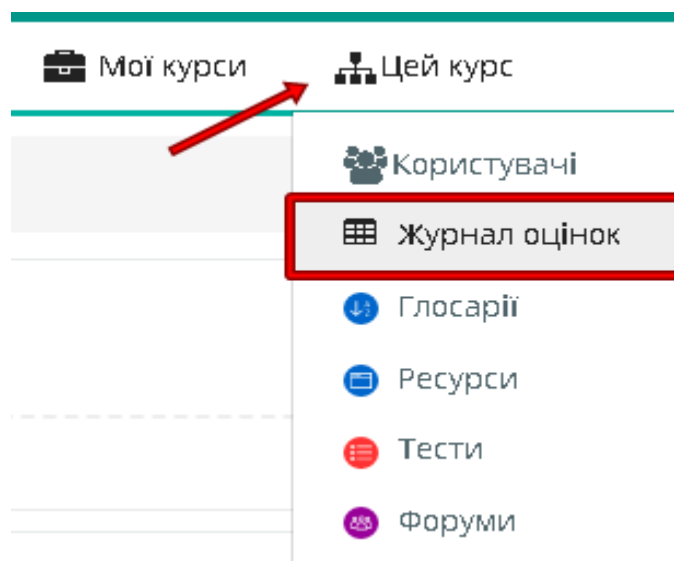 Мої курси Цей курс
Користувачі
Журнал оцінок
Глосарії
Ресурси
Тести
Форуми